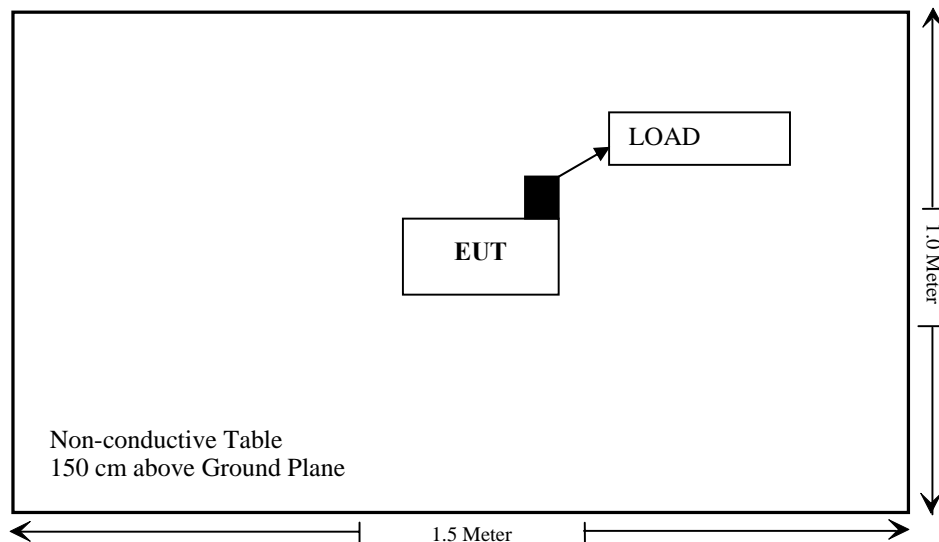 LOAD
EUT
1.0 Meter
Non-conductive Table
150 cm above Ground Plane
1.5 Meter